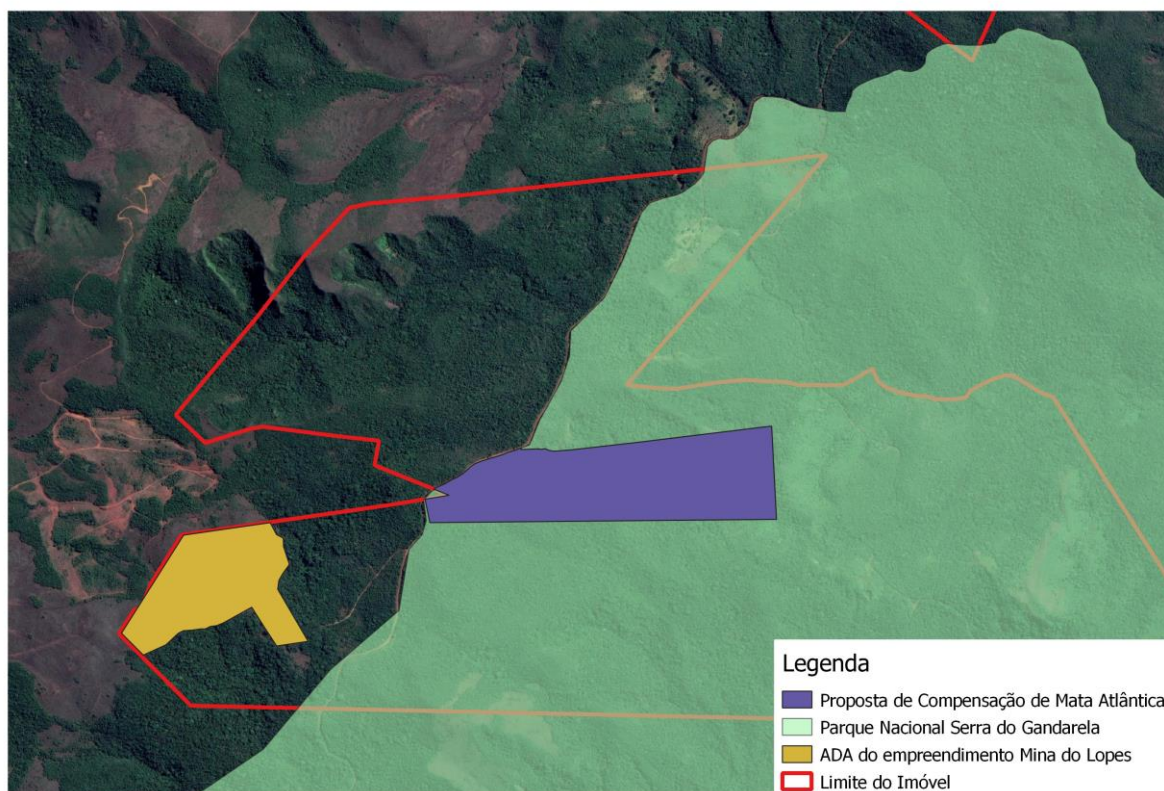 Legenda
Proposta de Compensação de Mata Atlântica
Parque Nacional Serra do Gandarela
ADA do empreendimento Mina do Lopes
Limite do Imóvel